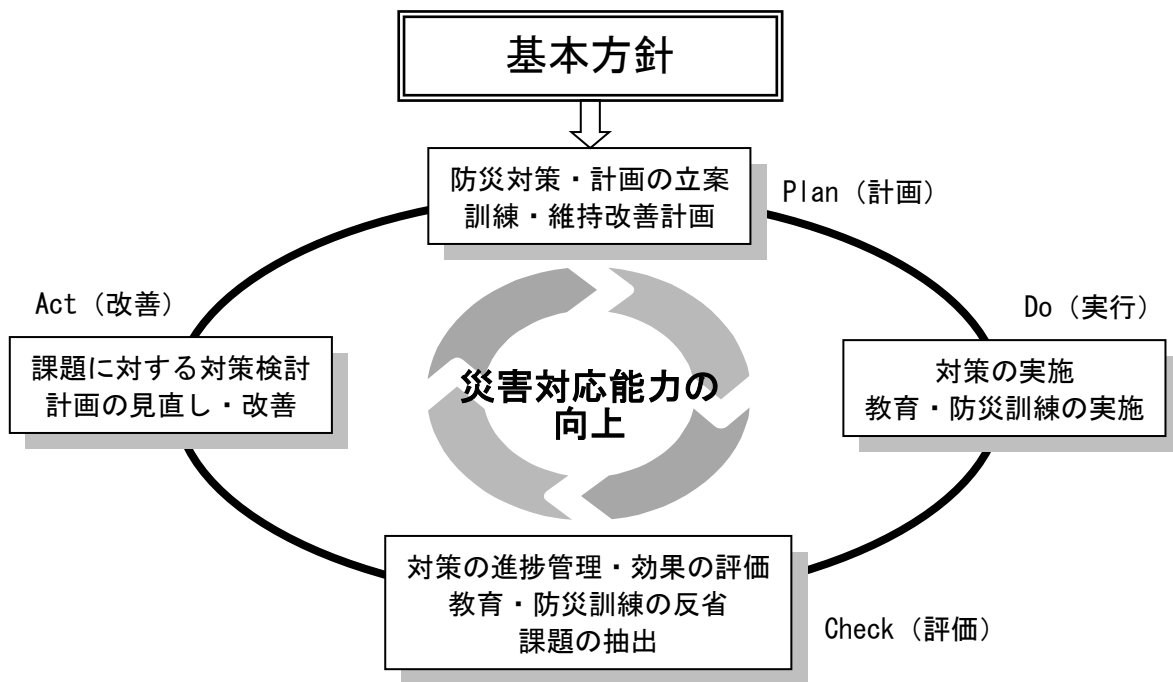 基本方針
防災対策・計画の立案
訓練・維持改善計画
Plan（計画）
Act（改善）
Do（実行）
課題に対する対策検討
計画の見直し・改善
災害対応能力の
向上
対策の実施
教育・防災訓練の実施
対策の進捗管理・効果の評価
教育・防災訓練の反省
課題の抽出
Check（評価）